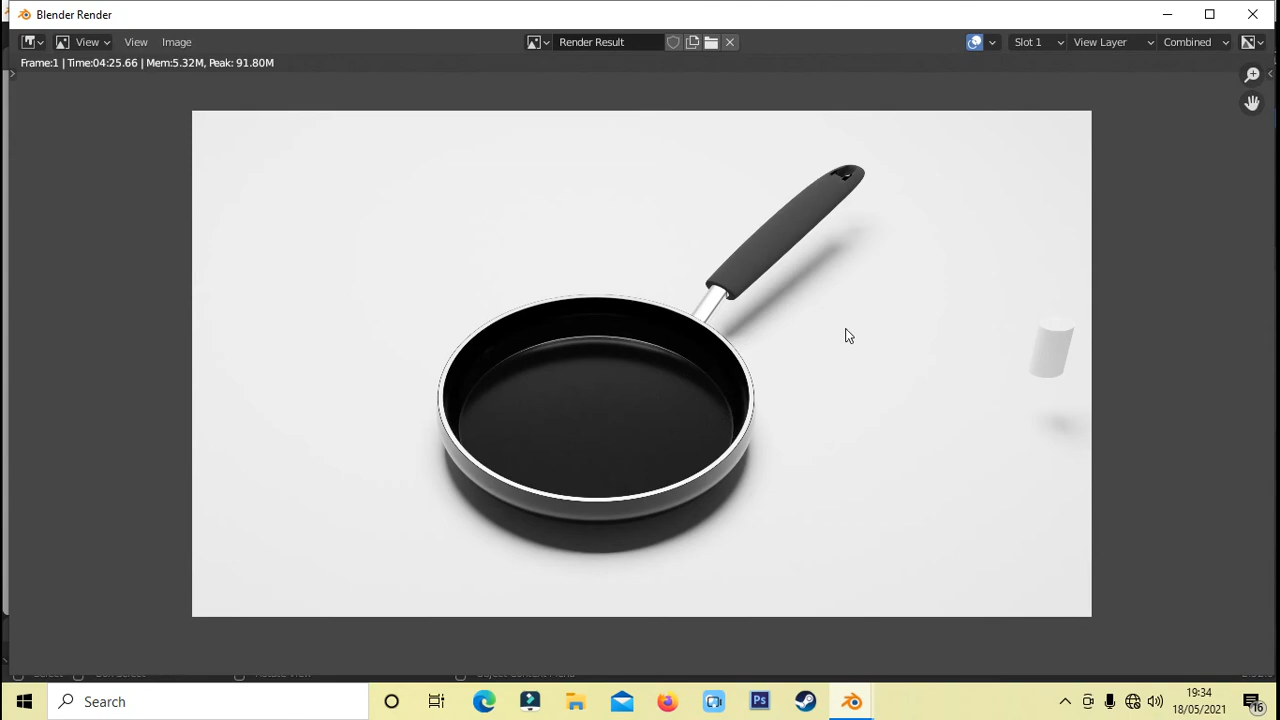 Blender Render
View View Image Render Result Slot 1 View Layer Combined
Frame:1 | Time:04:25.66 | Mem:5.32M, Peak: 91.80M
Search
19:34
18/05/2021
16
Ps